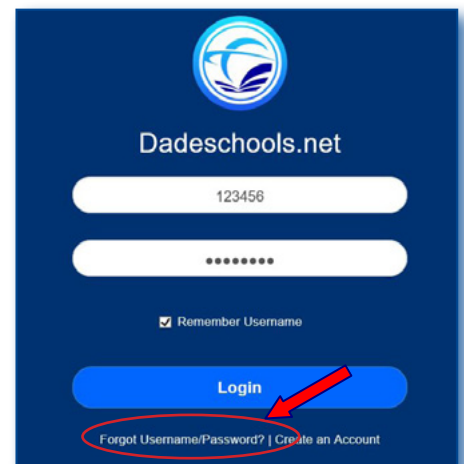 Dadeschools.net
123456
••••••••
Remember Username
Login
Forgot Username/Password? | Create an Account